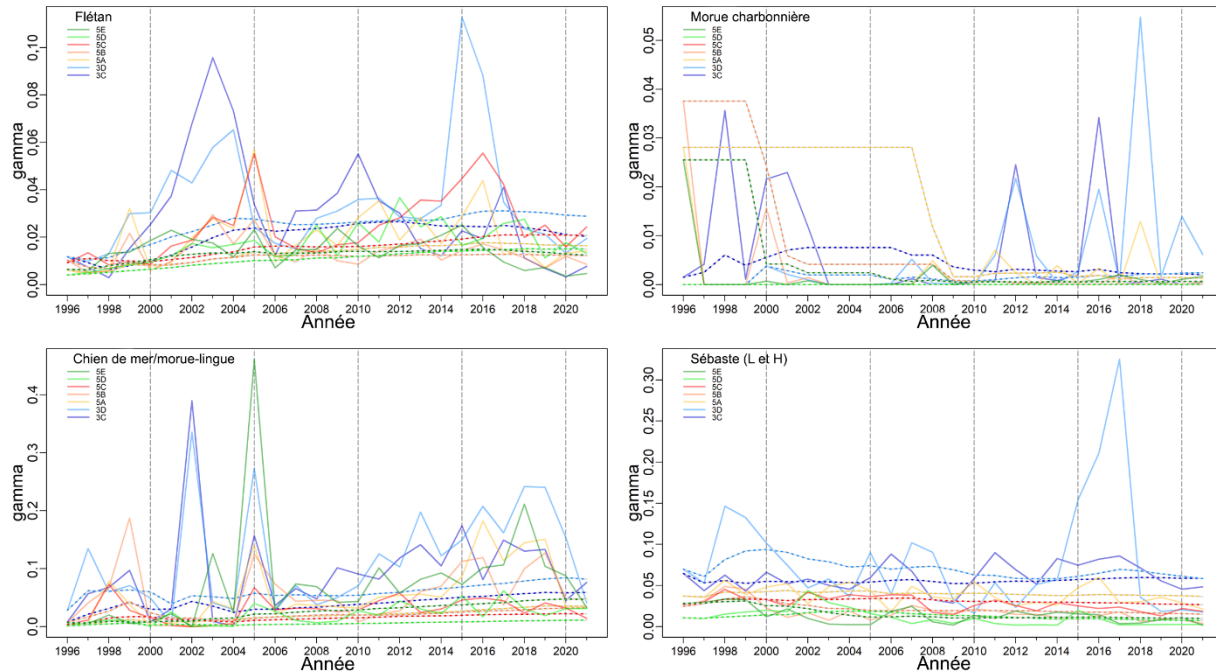 Flétan
5E
5D
5C
5B
5A
3D
3C
gamma
0,10
0,08
0,06
0,04
0,02
0,00
1996 1998 2000 2002 2004 2006 2008 2010 2012 2014 2016 2018 2020
Année
Morue charbonnière
5E
5D
5C
5B
5A
3D
3C
gamma
0,05
0,04
0,03
0,02
0,01
0,00
1996 1998 2000 2002 2004 2006 2008 2010 2012 2014 2016 2018 2020
Année
Chien de mer/morue-lingue
5E
5D
5C
5B
5A
3D
3C
gamma
0,4
0,3
0,2
0,1
0,0
1996 1998 2000 2002 2004 2006 2008 2010 2012 2014 2016 2018 2020
Année
Sébaste (L et H)
5E
5D
5C
5B
5A
3D
3C
gamma
0,30
0,25
0,20
0,15
0,10
0,05
0,00
1996 1998 2000 2002 2004 2006 2008 2010 2012 2014 2016 2018 2020
Année